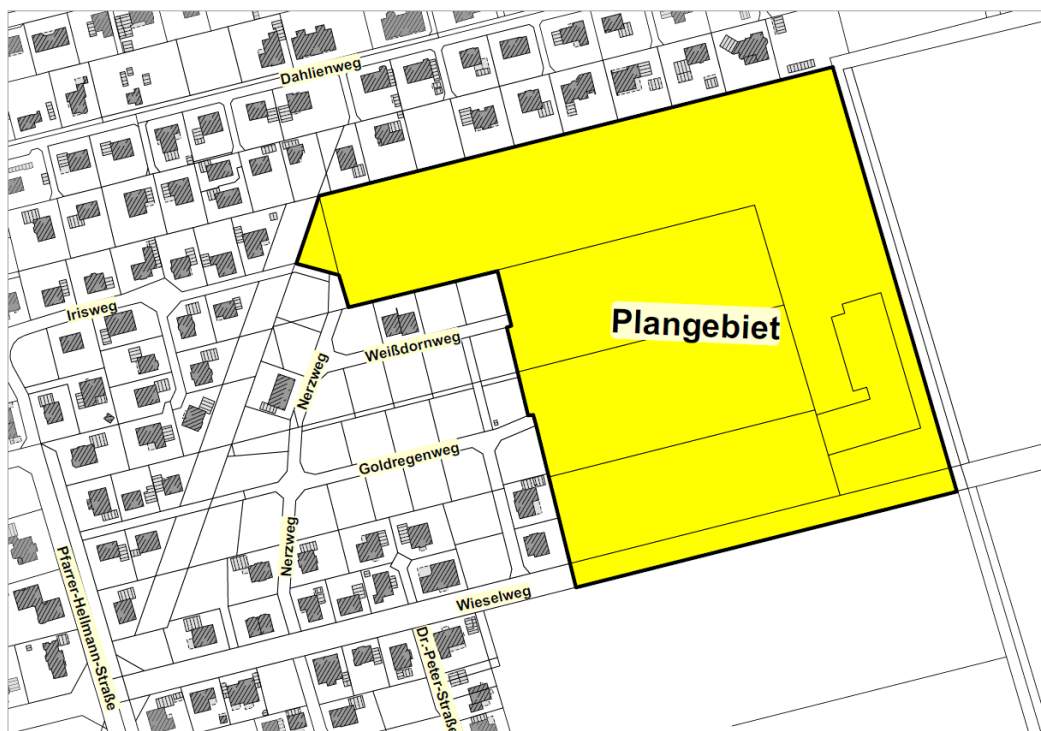 Dahlienweg
Irisweg
Plangebiet
Weißdornweg
Nerzweg
Goldregenweg
Nerzweg
Pfarrer-Hellmann-Straße
Wieselweg
Dr.-Peter-Straße